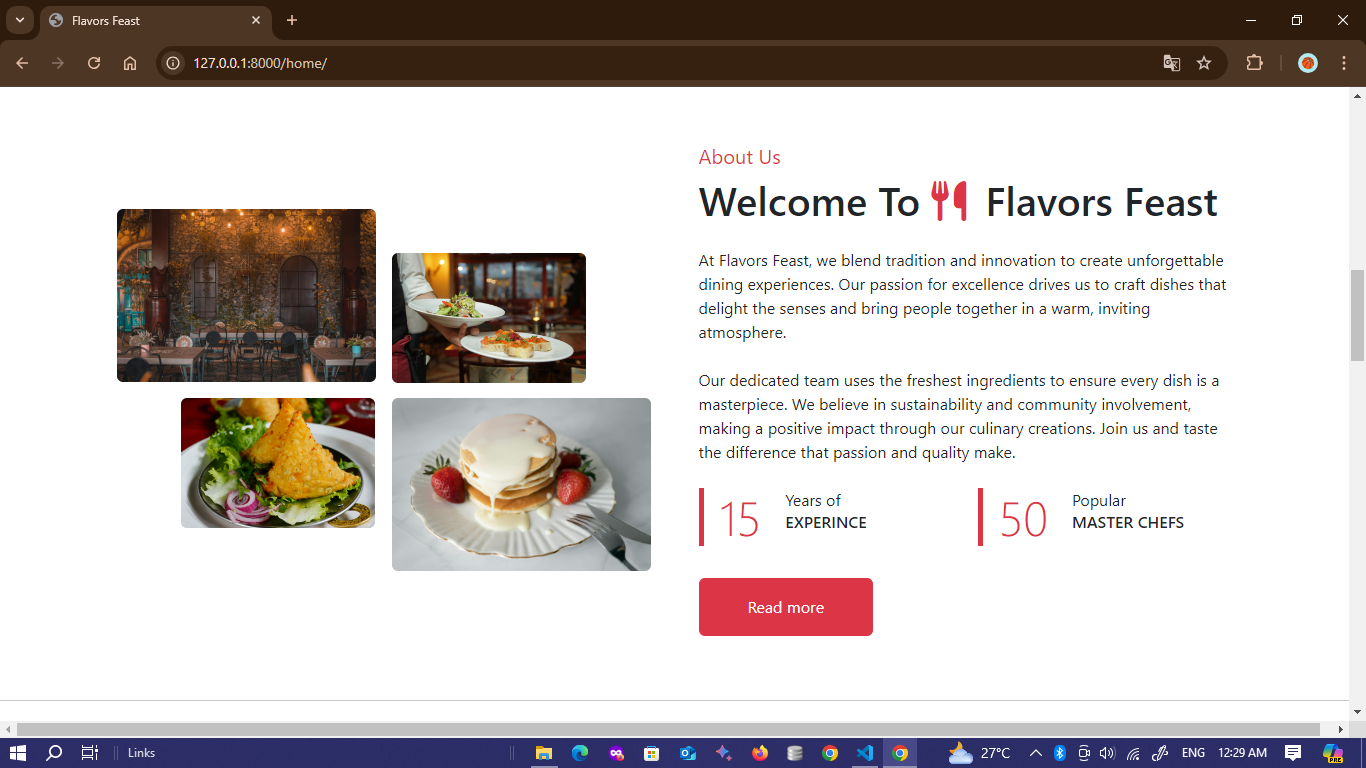 Flavors Feast
127.0.0.1:8000/home/
About Us
Welcome To Flavors Feast
At Flavors Feast, we blend tradition and innovation to create unforgettable
dining experiences. Our passion for excellence drives us to craft dishes that
delight the senses and bring people together in a warm, inviting
atmosphere.
Our dedicated team uses the freshest ingredients to ensure every dish is a
masterpiece. We believe in sustainability and community involvement,
making a positive impact through our culinary creations. Join us and taste
the difference that passion and quality make.
15
Years of
EXPERINCE
50
Popular
MASTER CHEFS
Read more
Links
27°C
ENG
12:29 AM
PRE